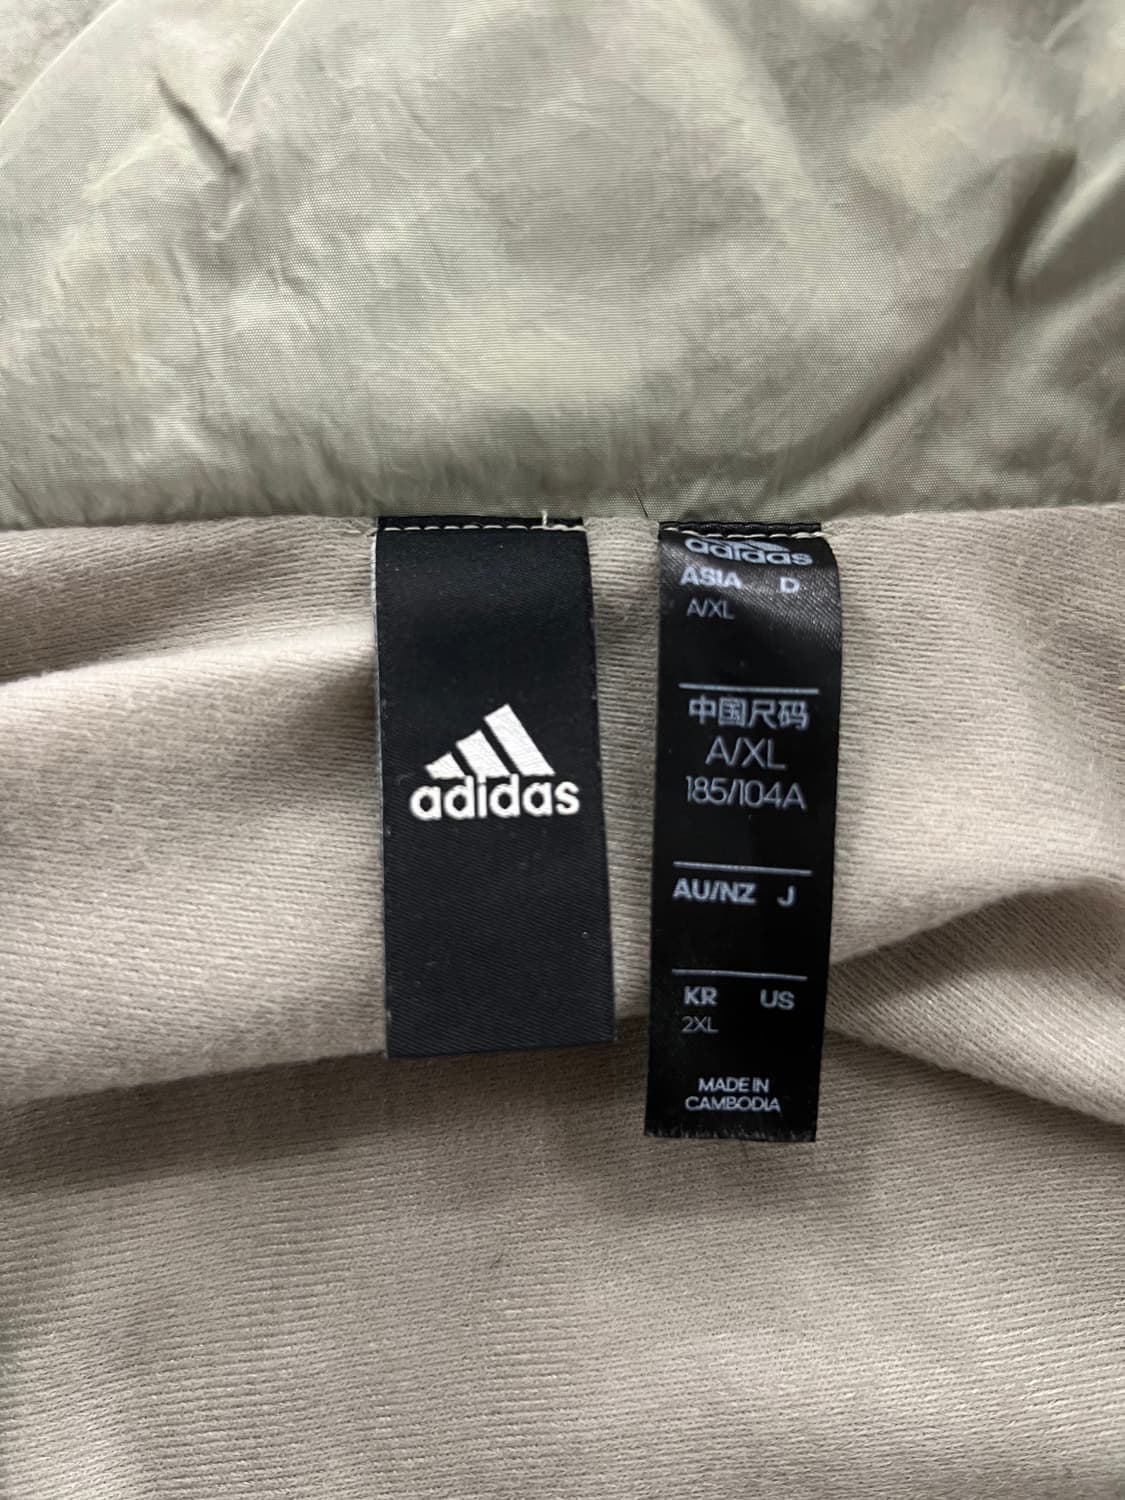 adidas
adidas
ASIA D
A/XL
中国尺码
A/XL
185/104A
AU/NZ J
KR US
2XL
MADE IN
CAMBODIA